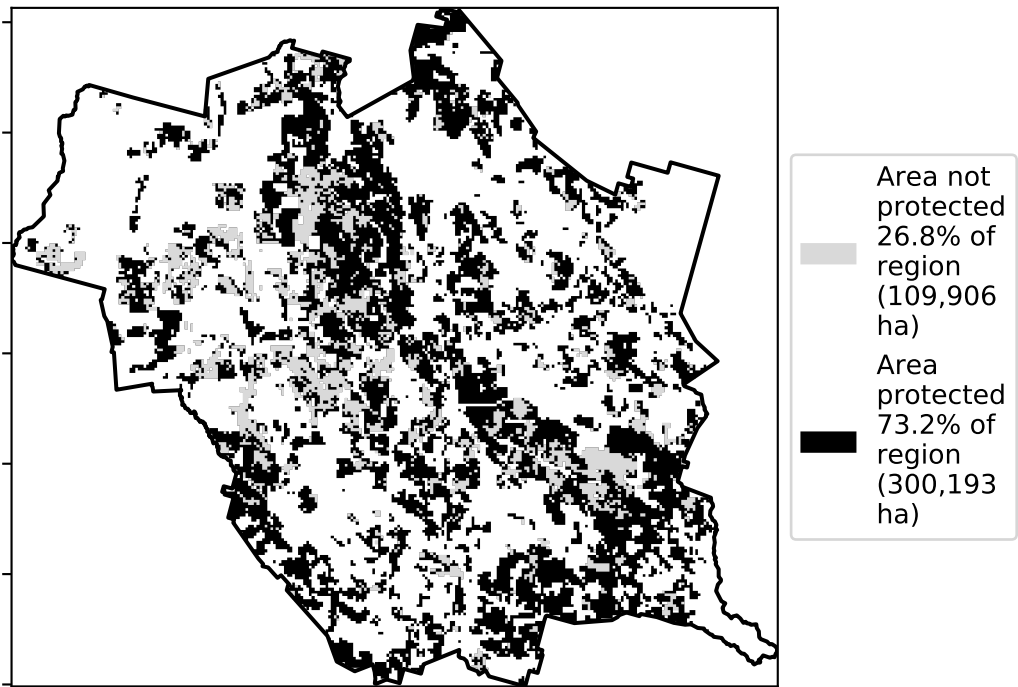 Area not
protected
26.8% of
region
(109,906
ha)
Area
protected
73.2% of
region
(300,193
ha)